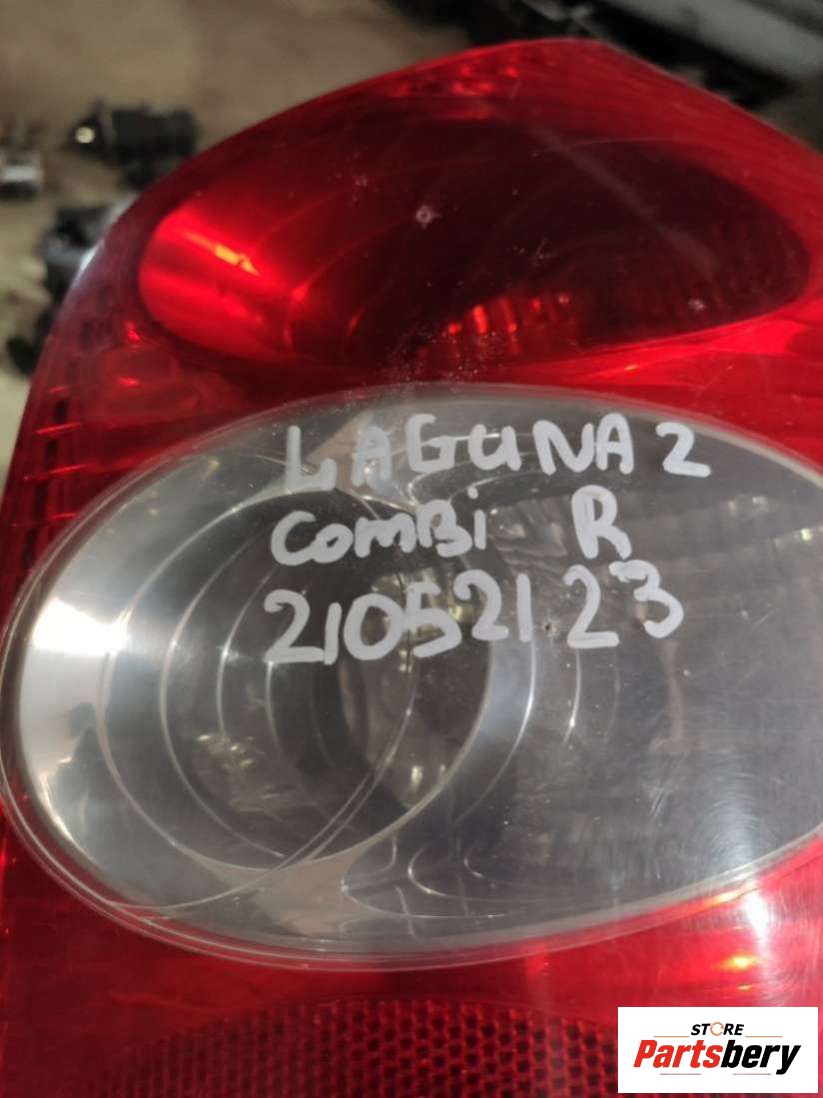 LAGUNA 2
COMBi R
21052123
STORE
Partsbery